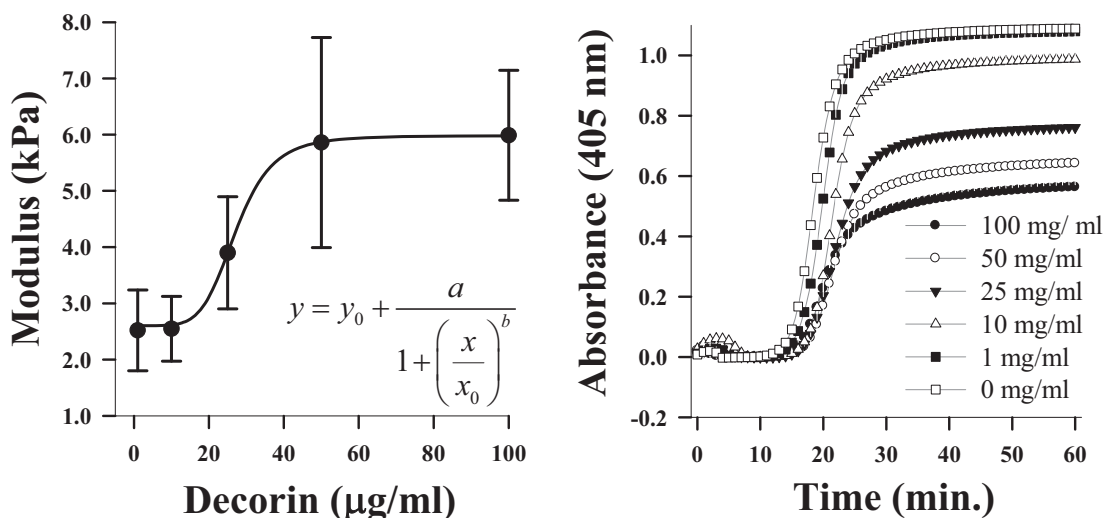 Modulus (kPa)
8.0
7.0
6.0
5.0
4.0
3.0
2.0
1.0
0 20 40 60 80 100
Decorin (μg/ml)
y = y₀ + a / (1 + (x / x₀)ᵇ)
Absorbance (405 nm)
1.0
0.8
0.6
0.4
0.2
0.0
-0.2
0 10 20 30 40 50 60
Time (min.)
100 mg/ ml
50 mg/ml
25 mg/ml
10 mg/ml
1 mg/ml
0 mg/ml